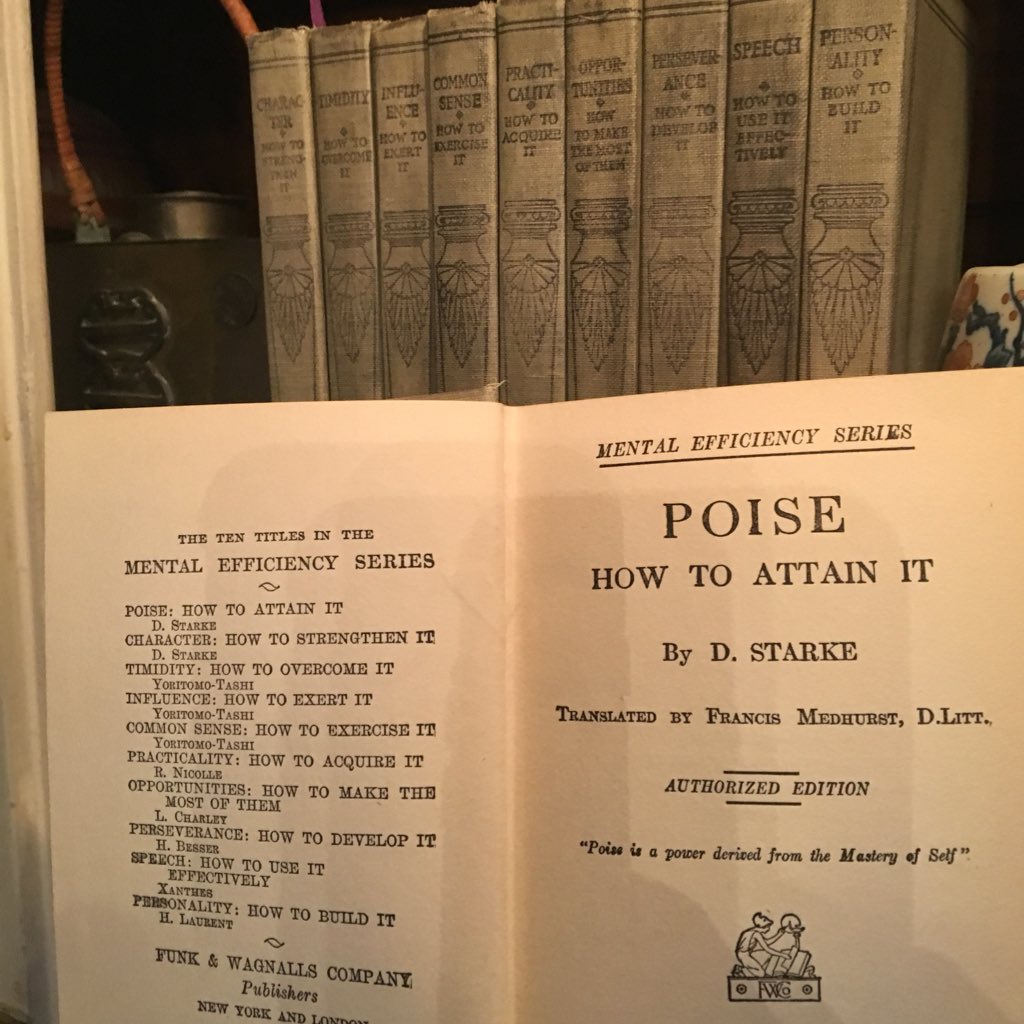 CHARAC-
TER
HOW TO
STRENG-
THEN
IT
TIMIDITY
HOW TO
OVERCOME
IT
INFLU-
ENCE
HOW TO
EXERT
IT
COMMON
SENSE
HOW TO
EXERCISE
IT
PRACTI-
CALITY
HOW TO
ACQUIRE
IT
OPPOR-
TUNITIES
HOW
TO MAKE
THE MOST
OF THEM
PERSEVER-
ANCE
HOW TO
DEVELOP
IT
SPEECH
HOW TO
USE IT
EFFEC-
TIVELY
PERSON-
ALITY
HOW TO
BUILD
IT
THE TEN TITLES IN THE
MENTAL EFFICIENCY SERIES
POISE: HOW TO ATTAIN IT
D. STARKE
CHARACTER: HOW TO STRENGTHEN IT
D. STARKE
TIMIDITY: HOW TO OVERCOME IT
YORITOMO-TASHI
INFLUENCE: HOW TO EXERT IT
YORITOMO-TASHI
COMMON SENSE: HOW TO EXERCISE IT
YORITOMO-TASHI
PRACTICALITY: HOW TO ACQUIRE IT
R. NICOLLE
OPPORTUNITIES: HOW TO MAKE THE
MOST OF THEM
L. CHARLEY
PERSEVERANCE: HOW TO DEVELOP IT
H. BESSER
SPEECH: HOW TO USE IT
EFFECTIVELY
XANTHES
PERSONALITY: HOW TO BUILD IT
H. LAURENT
FUNK & WAGNALLS COMPANY
Publishers
NEW YORK AND LONDON
MENTAL EFFICIENCY SERIES
POISE
HOW TO ATTAIN IT
By D. STARKE
TRANSLATED BY FRANCIS MEDHURST, D.LITT.
AUTHORIZED EDITION
"Poise is a power derived from the Mastery of Self"
FWCo